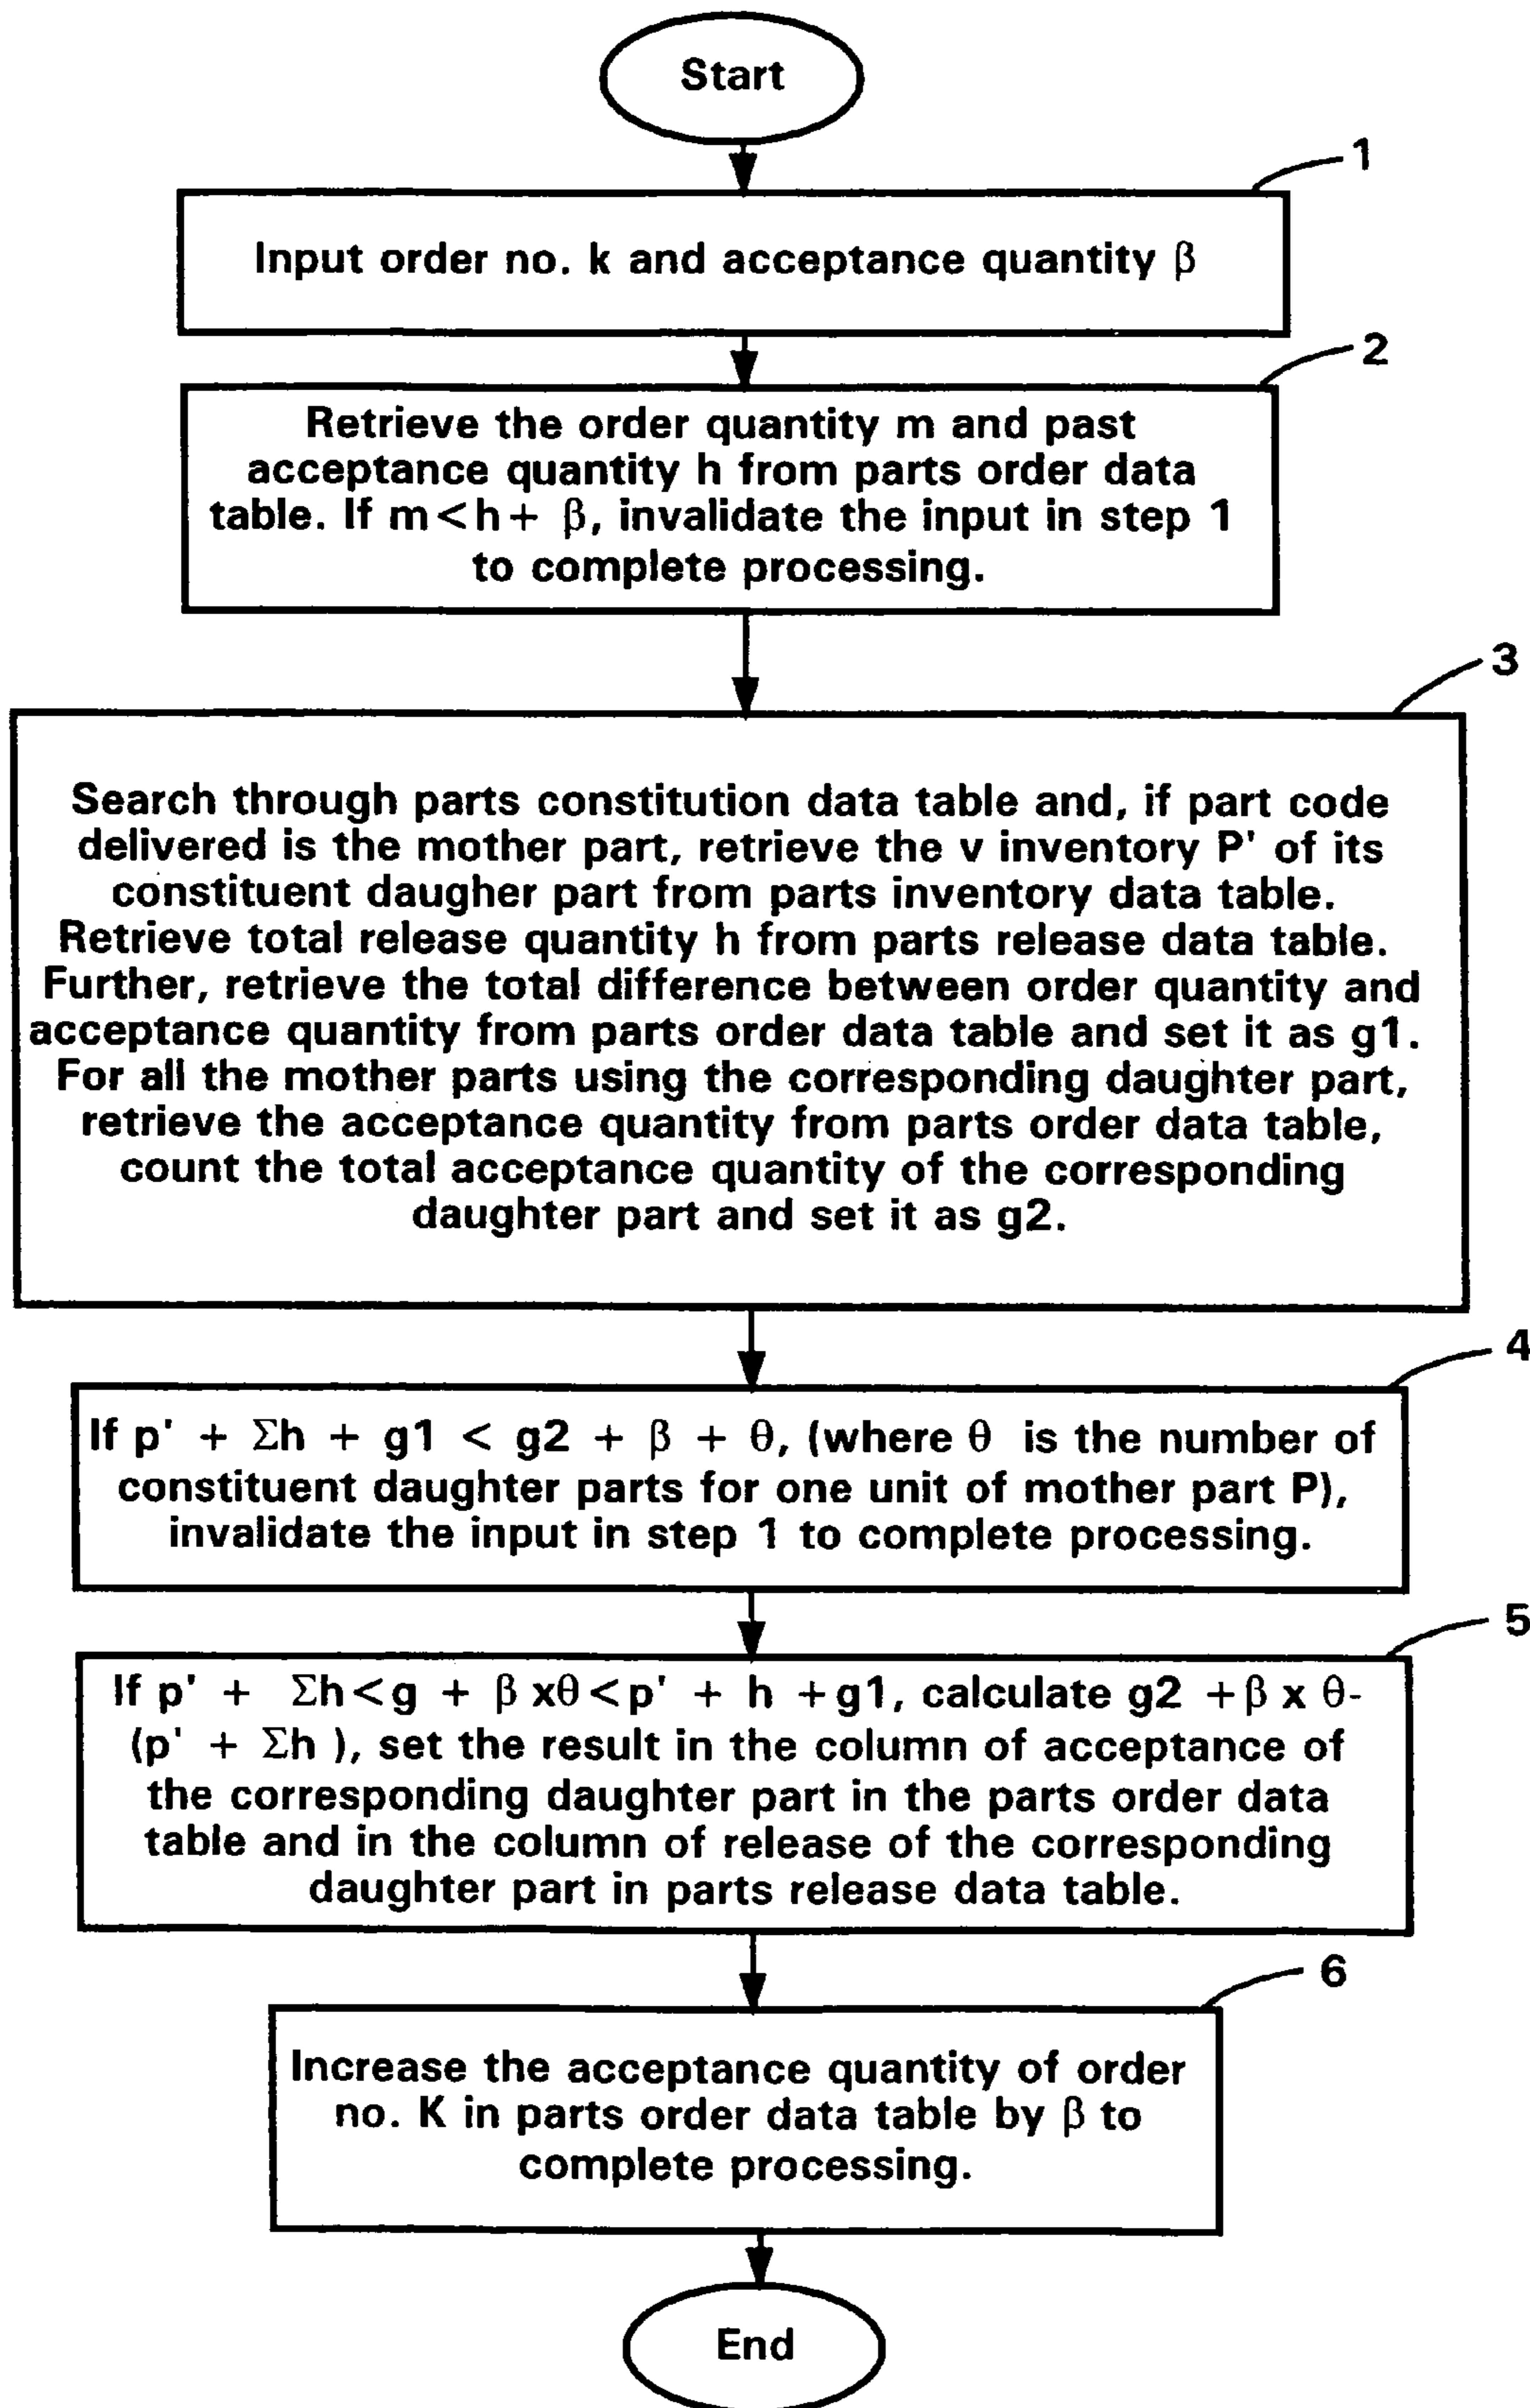 Start
1
Input order no. k and acceptance quantity β
2
Retrieve the order quantity m and past
acceptance quantity h from parts order data
table. If m<h+ β, invalidate the input in step 1
to complete processing.
3
Search through parts constitution data table and, if part code
delivered is the mother part, retrieve the v inventory P' of its
constituent daugher part from parts inventory data table.
Retrieve total release quantity h from parts release data table.
Further, retrieve the total difference between order quantity and
acceptance quantity from parts order data table and set it as g1.
For all the mother parts using the corresponding daughter part,
retrieve the acceptance quantity from parts order data table,
count the total acceptance quantity of the corresponding
daughter part and set it as g2.
4
If p' + Σh + g1 < g2 + β + θ, (where θ is the number of
constituent daughter parts for one unit of mother part P),
invalidate the input in step 1 to complete processing.
5
If p' + Σh<g + β xθ<p' + h +g1, calculate g2 +β x θ-
(p' + Σh ), set the result in the column of acceptance of
the corresponding daughter part in the parts order data
table and in the column of release of the corresponding
daughter part in parts release data table.
6
Increase the acceptance quantity of order
no. K in parts order data table by β to
complete processing.
End